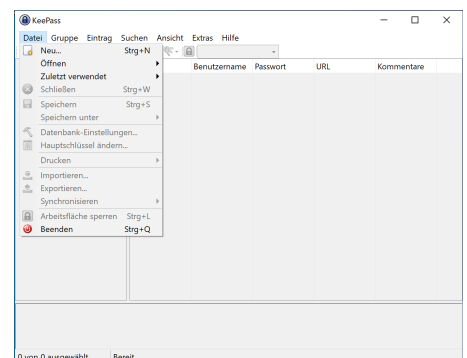 KeePass
Datei Gruppe Eintrag Suchen Ansicht Extras Hilfe
Neu... Strg+N
Öffnen
Benutzername Passwort URL Kommentare
Zuletzt verwendet
Schließen Strg+W
Speichern Strg+S
Speichern unter
Datenbank-Einstellungen...
Hauptschlüssel ändern...
Drucken
Importieren...
Exportieren...
Synchronisieren
Arbeitsfläche sperren Strg+L
Beenden Strg+Q
0 von 0 ausgewählt Bereit